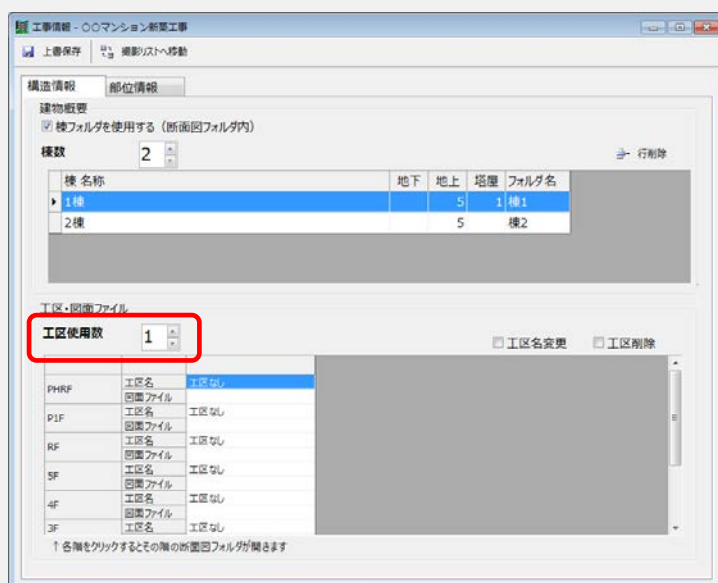 工事情報 - 〇〇マンション新築工事
上書保存 撮影リストへ移動
構造情報 部位情報
建物概要
棟フォルダを使用する（断面図フォルダ内）
棟数 2 行削除
棟 名称 地下 地上 塔屋 フォルダ名
1棟 5 1 棟1
2棟 5 棟2
工区・図面ファイル
工区使用数 1 工区名変更 工区削除
PHRF 工区名 工区なし
図面ファイル
P1F 工区名 工区なし
図面ファイル
RF 工区名 工区なし
図面ファイル
5F 工区名 工区なし
図面ファイル
4F 工区名 工区なし
図面ファイル
3F 工区名 工区なし
↑各階をクリックするとその階の断面図フォルダが開きます